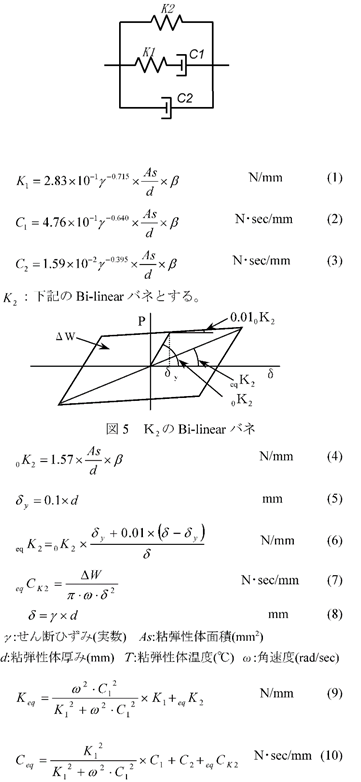 K2
K1 C1
C2
K₁ = 2.83×10⁻¹γ⁻⁰·⁷¹⁵ × As/d × β N/mm (1)
C₁ = 4.76×10⁻¹γ⁻⁰·⁶⁴⁰ × As/d × β N・sec/mm (2)
C₂ = 1.59×10⁻²γ⁻⁰·³⁹⁵ × As/d × β N・sec/mm (3)
K₂：下記のBi-linear バネとする。
P 0.01₀K₂
ΔW
δy δ
eqK₂
₀K₂
図5 K₂のBi-linear バネ
₀K₂ = 1.57 × As/d × β N/mm (4)
δy = 0.1×d mm (5)
eqK₂ = ₀K₂ × (δy + 0.01×(δ − δy))/δ N/mm (6)
eqC_K2 = ΔW/(π・ω・δ²) N・sec/mm (7)
δ = γ × d mm (8)
γ:せん断ひずみ(実数) As:粘弾性体面積(mm²)
d:粘弾性体厚み(mm) T:粘弾性体温度(℃) ω:角速度(rad/sec)
Keq = (ω²・C₁²)/(K₁² + ω²・C₁²) × K₁ + eqK₂ N/mm (9)
Ceq = K₁²/(K₁² + ω²・C₁²) × C₁ + C₂ + eqC_K2 N・sec/mm (10)